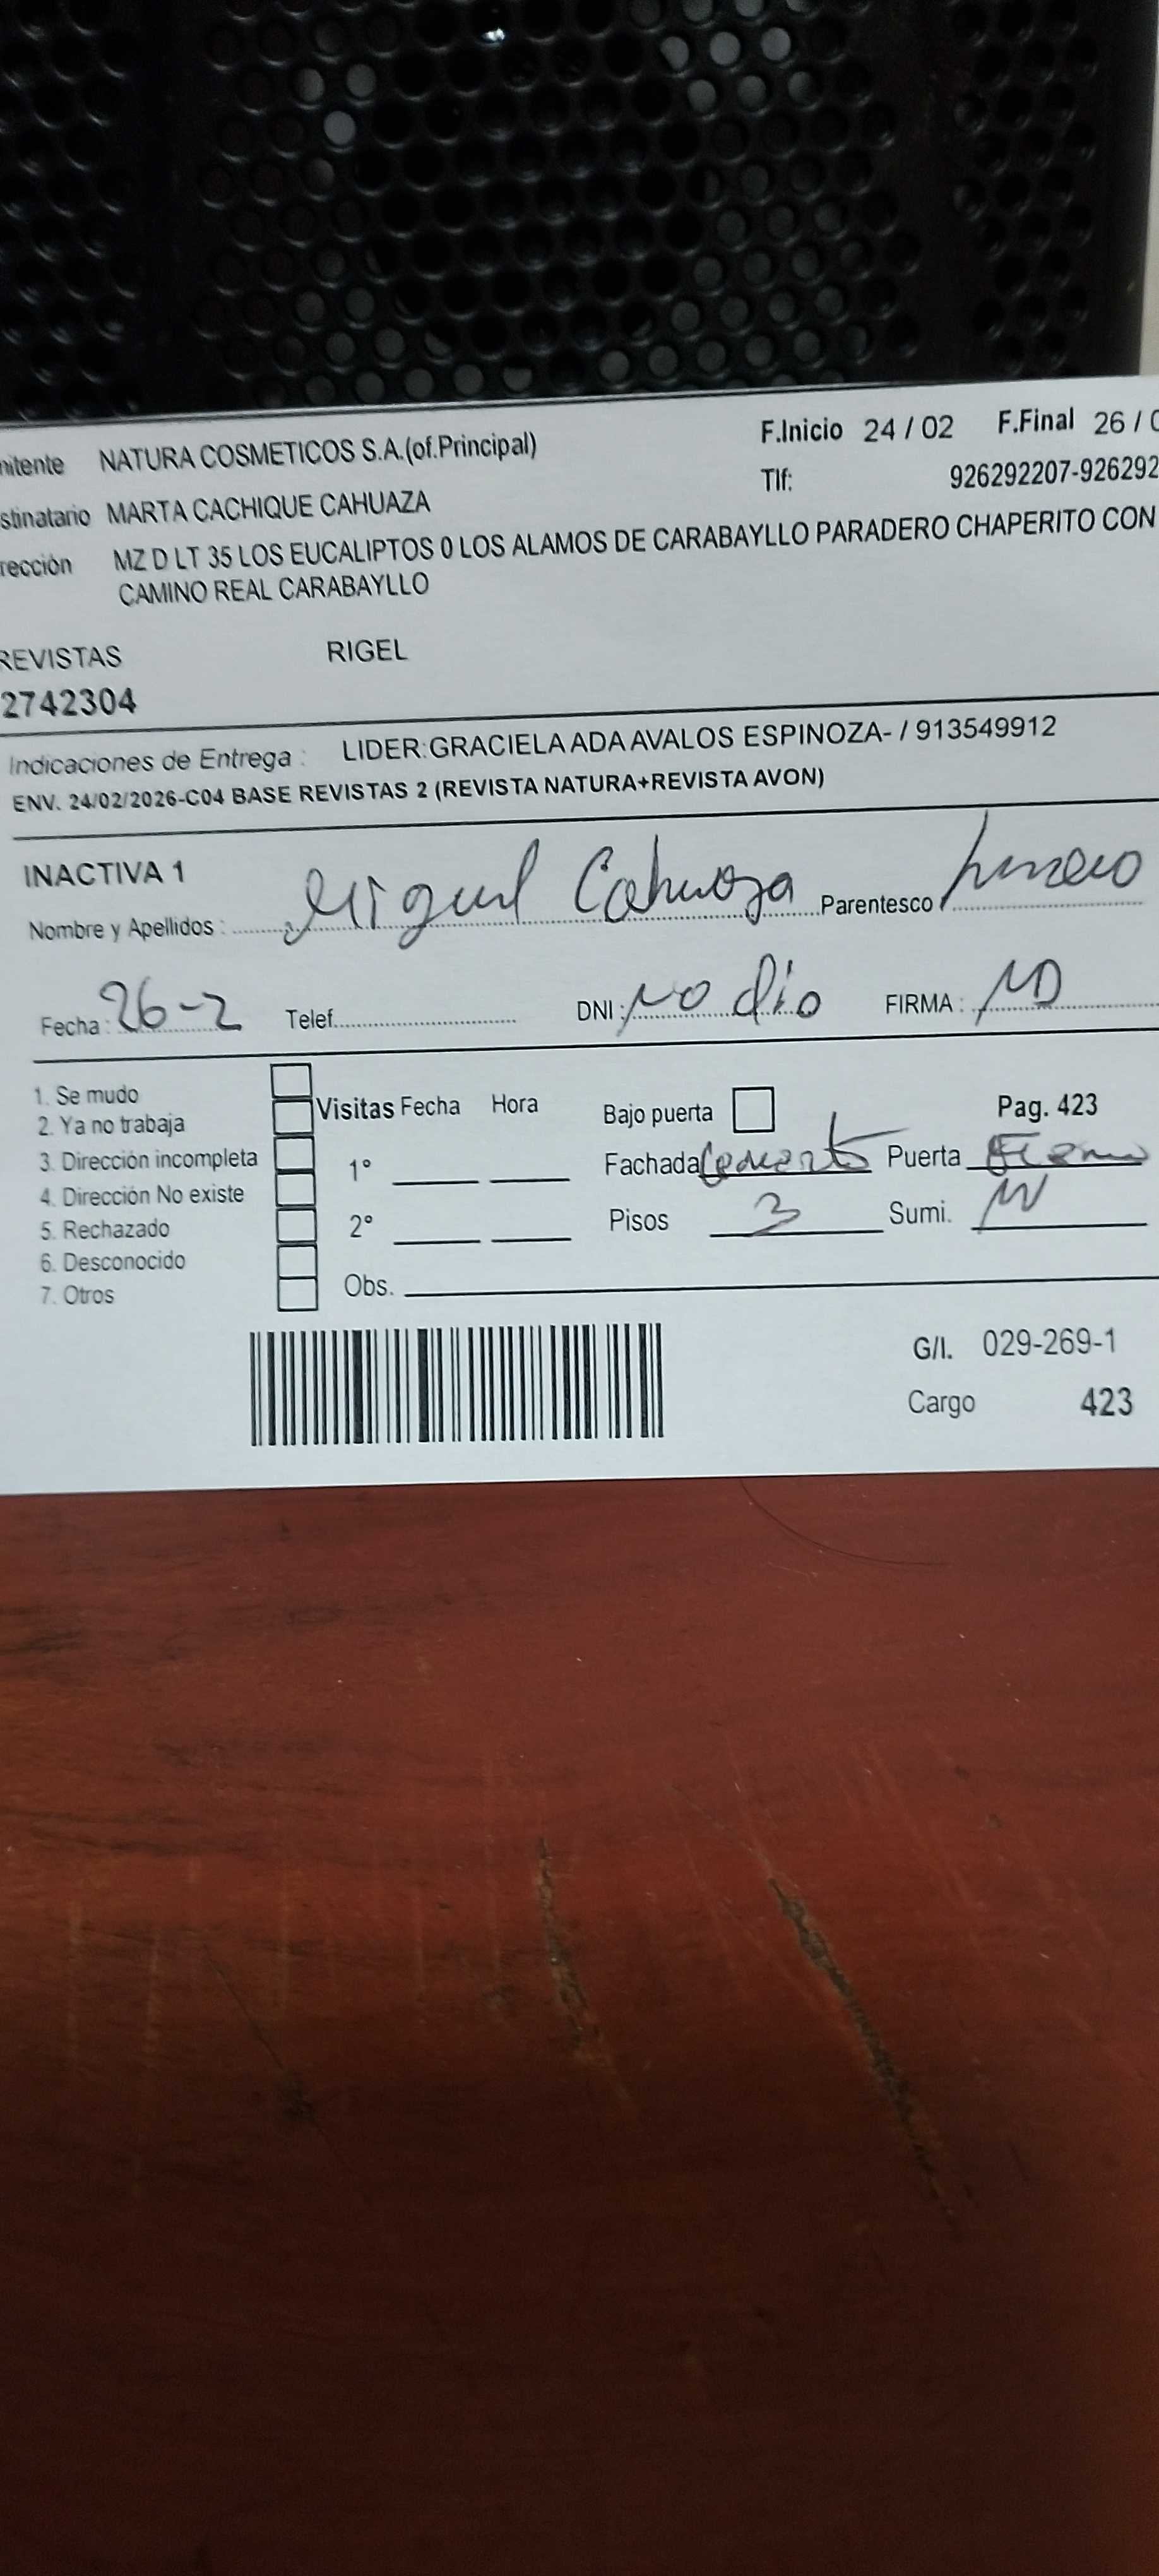 mitente NATURA COSMETICOS S.A.(of.Principal) F.Inicio 24 / 02 F.Final 26 / 0
Tlf: 926292207-926292
stinatario MARTA CACHIQUE CAHUAZA
rección MZ D LT 35 LOS EUCALIPTOS 0 LOS ALAMOS DE CARABAYLLO PARADERO CHAPERITO CON
CAMINO REAL CARABAYLLO
REVISTAS RIGEL
2742304
Indicaciones de Entrega : LIDER:GRACIELA ADA AVALOS ESPINOZA- / 913549912
ENV. 24/02/2026-C04 BASE REVISTAS 2 (REVISTA NATURA+REVISTA AVON)
INACTIVA 1
Nombre y Apellidos : Miguel Cahuaza Parentesco
Fecha : 26-2 Telef. DNI : NO dio FIRMA : ND
1. Se mudo
2. Ya no trabaja
3. Dirección incompleta
4. Dirección No existe
5. Rechazado
6. Desconocido
7. Otros
Visitas Fecha Hora
1°
2°
Obs.
Bajo puerta Pag. 423
Fachada Puerta
Pisos 3 Sumi.
G/I. 029-269-1
Cargo 423